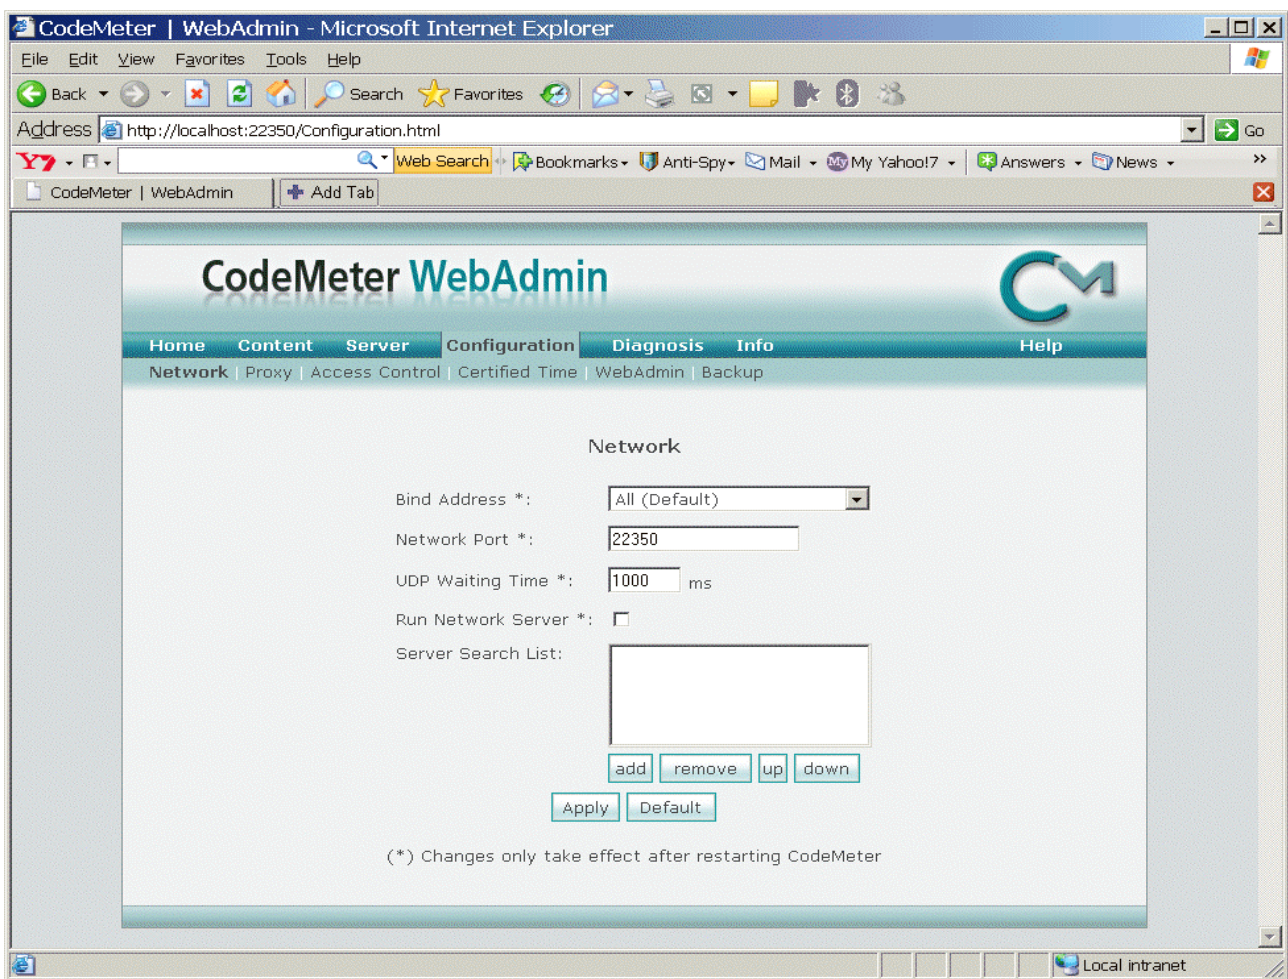 CodeMeter | WebAdmin - Microsoft Internet Explorer
File Edit View Favorites Tools Help
Back Search Favorites
Address http://localhost:22350/Configuration.html Go
Y7 Web Search Bookmarks Anti-Spy Mail My My Yahoo!7 Answers News >>
CodeMeter | WebAdmin Add Tab
CodeMeter WebAdmin CM
Home Content Server Configuration Diagnosis Info Help
Network | Proxy | Access Control | Certified Time | WebAdmin | Backup
Network
Bind Address *: All (Default)
Network Port *: 22350
UDP Waiting Time *: 1000 ms
Run Network Server *:
Server Search List:
add remove up down
Apply Default
(*) Changes only take effect after restarting CodeMeter
Local intranet